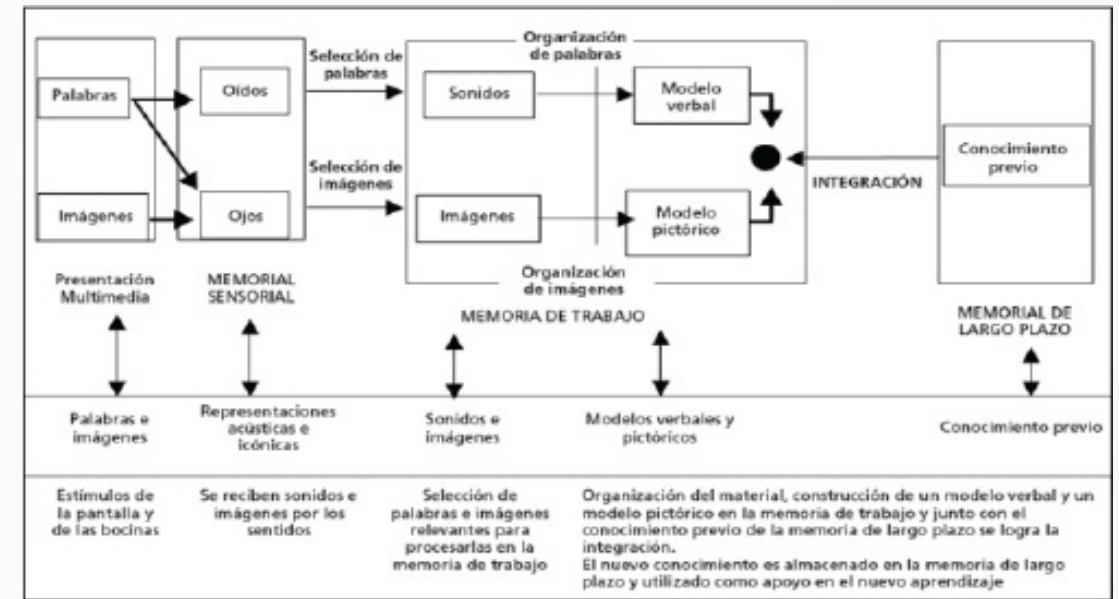 Organización
de palabras
Selección de
palabras
Palabras
Oídos
Sonidos
Modelo
verbal
Conocimiento
previo
Selección de
imágenes
INTEGRACIÓN
Imágenes
Ojos
Imágenes
Modelo
pictórico
Organización
de imágenes
Presentación
Multimedia
MEMORIAL
SENSORIAL
MEMORIA DE TRABAJO
MEMORIAL DE
LARGO PLAZO
Palabras e
imágenes
Representaciones
acústicas e
icónicas
Sonidos e
imágenes
Modelos verbales y
pictóricos
Conocimiento previo
Estímulos de
la pantalla y
de las bocinas
Se reciben sonidos e
imágenes por los
sentidos
Selección de
palabras e imágenes
relevantes para
procesarlas en la
memoria de trabajo
Organización del material, construcción de un modelo verbal y un
modelo pictórico en la memoria de trabajo y junto con el
conocimiento previo de la memoria de largo plazo se logra la
integración.
El nuevo conocimiento es almacenado en la memoria de largo
plazo y utilizado como apoyo en el nuevo aprendizaje